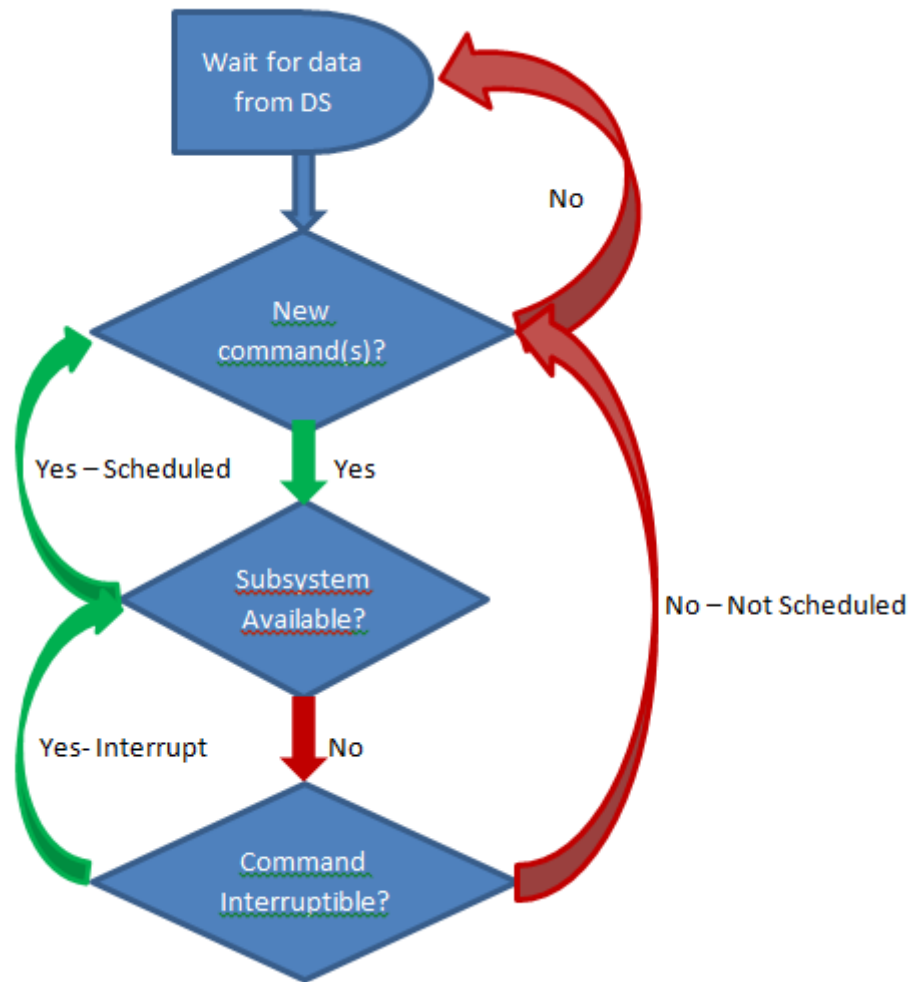 Wait for data
from DS
No
New
command(s)?
Yes – Scheduled
Yes
Subsystem
Available?
No – Not Scheduled
Yes- Interrupt
No
Command
Interruptible?